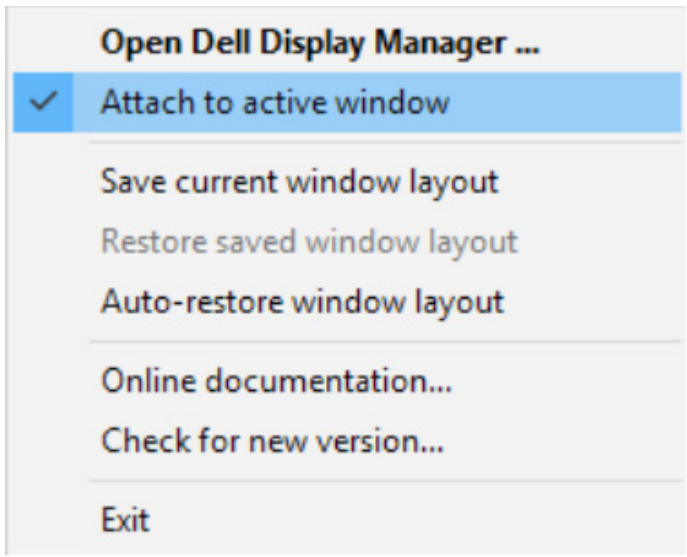 Open Dell Display Manager ...
Attach to active window
Save current window layout
Restore saved window layout
Auto-restore window layout
Online documentation...
Check for new version...
Exit